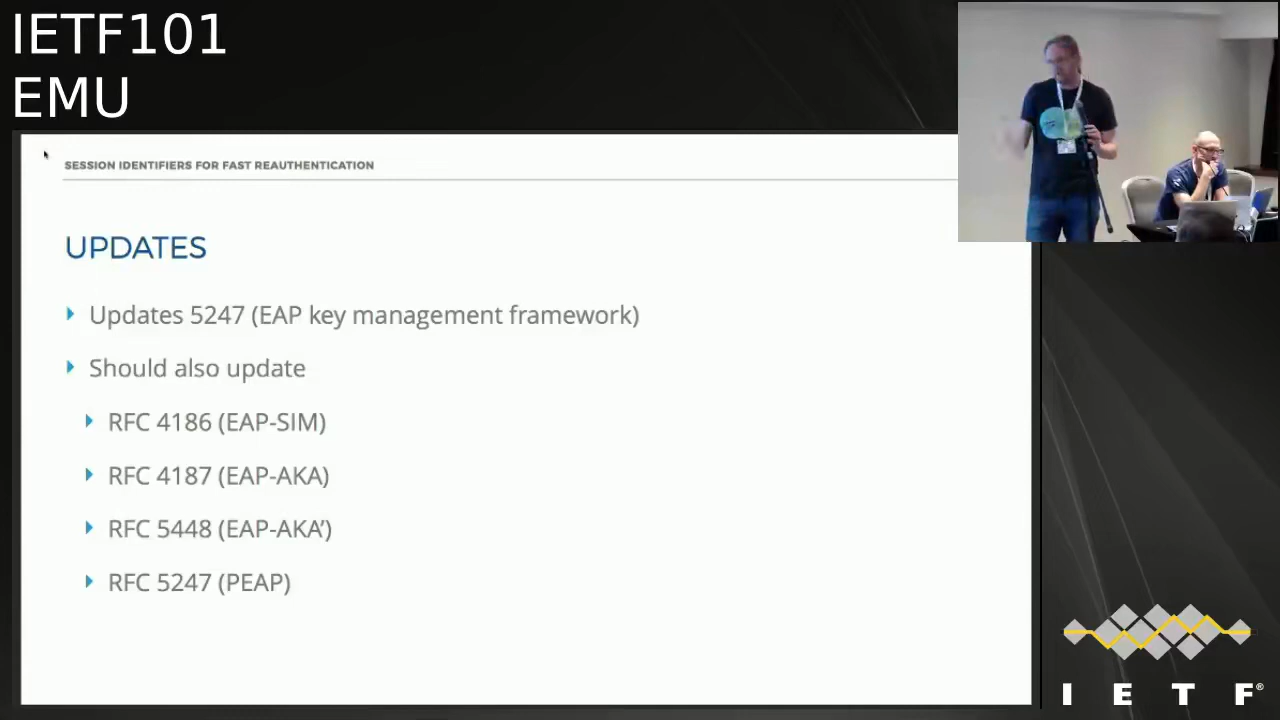 IETF101
EMU
SESSION IDENTIFIERS FOR FAST REAUTHENTICATION
UPDATES
Updates 5247 (EAP key management framework)
Should also update
RFC 4186 (EAP-SIM)
RFC 4187 (EAP-AKA)
RFC 5448 (EAP-AKA’)
RFC 5247 (PEAP)
I E T F®